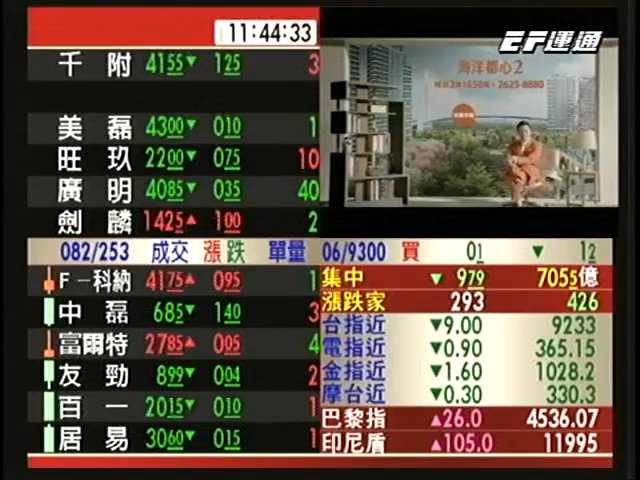 11:44:33
EF運通
千附 4155▼ 125 3
海洋都心2
2625-8880
美磊 4300▼ 010 1
旺玖 2200▼ 075 10
廣明 4085▼ 035 40
劍麟 1425▲ 100 2
082/253 成交 漲跌 單量 06/9300 買 01 ▼ 12
F－科納 4175▲ 095 1
集中 ▼ 979 7055億
中磊 685▼ 140 3
漲跌家 293 426
富爾特 2785▲ 005 4
台指近 ▼9.00 9233
電指近 ▼0.90 365.15
友勁 899▼ 004 2
金指近 ▼1.60 1028.2
百一 2015▼ 010 1
摩台近 ▼0.30 330.3
巴黎指 ▲26.0 4536.07
居易 3060▼ 015 1
印尼盾 ▲105.0 11995